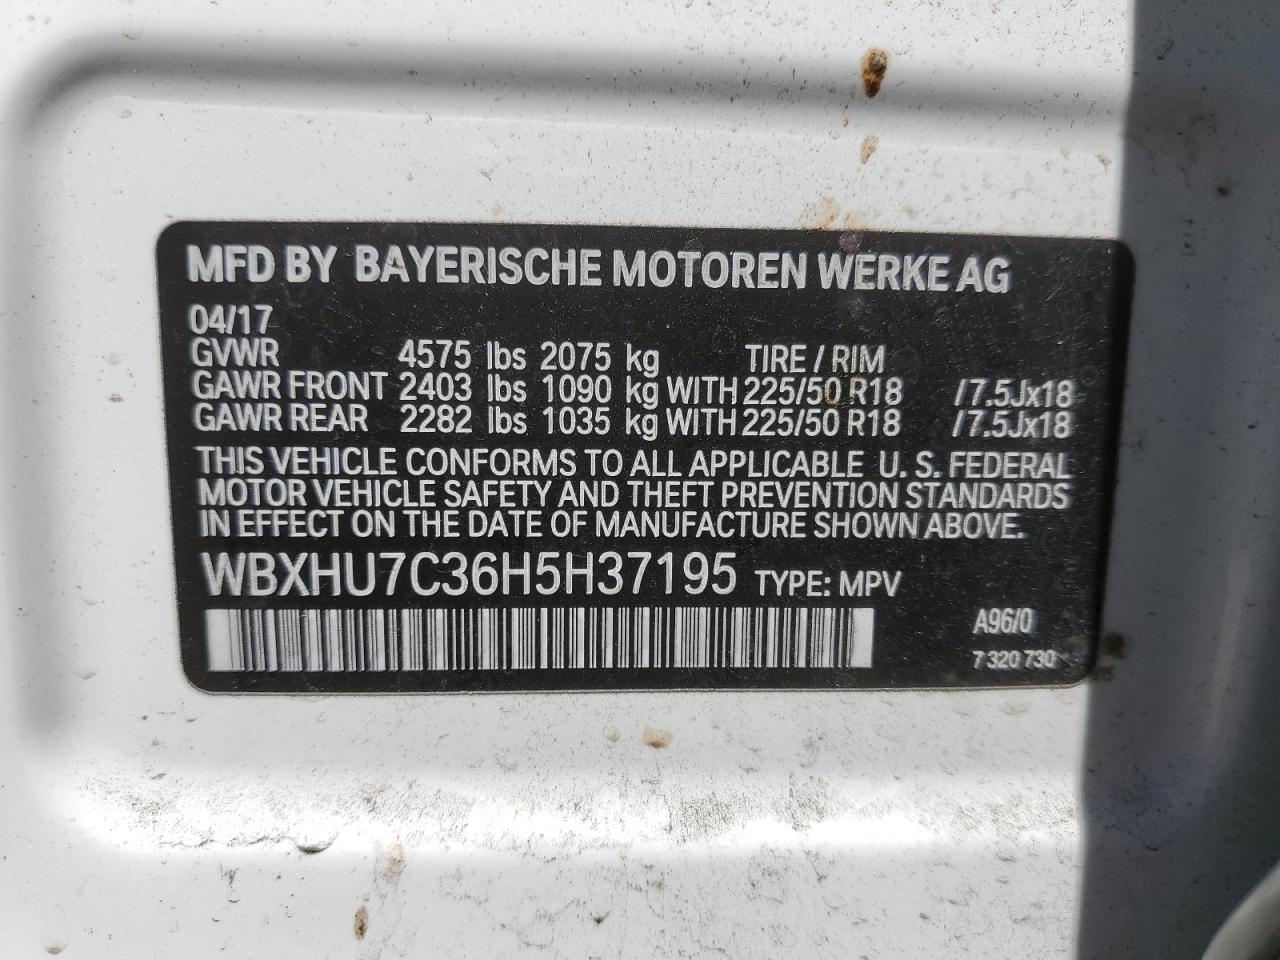 MFD BY BAYERISCHE MOTOREN WERKE AG
04/17
GVWR 4575 lbs 2075 kg TIRE / RIM
GAWR FRONT 2403 lbs 1090 kg WITH 225/50 R18 /7.5Jx18
GAWR REAR 2282 lbs 1035 kg WITH 225/50 R18 /7.5Jx18
THIS VEHICLE CONFORMS TO ALL APPLICABLE U. S. FEDERAL
MOTOR VEHICLE SAFETY AND THEFT PREVENTION STANDARDS
IN EFFECT ON THE DATE OF MANUFACTURE SHOWN ABOVE.
WBXHU7C36H5H37195 TYPE: MPV
A96/0
7 320 730